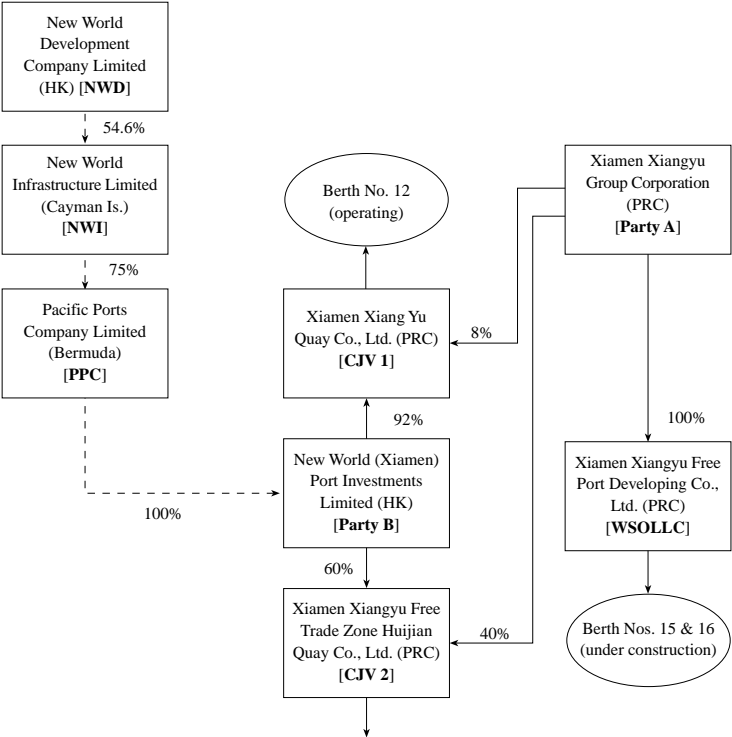 New World
Development
Company Limited
(HK) [NWD]
54.6%
New World
Infrastructure Limited
(Cayman Is.)
[NWI]
75%
Pacific Ports
Company Limited
(Bermuda)
[PPC]
100%
Berth No. 12
(operating)
Xiamen Xiang Yu
Quay Co., Ltd. (PRC)
[CJV 1]
8%
92%
New World (Xiamen)
Port Investments
Limited (HK)
[Party B]
60%
Xiamen Xiangyu Free
Trade Zone Huijian
Quay Co., Ltd. (PRC)
[CJV 2]
40%
Xiamen Xiangyu
Group Corporation
(PRC)
[Party A]
100%
Xiamen Xiangyu Free
Port Developing Co.,
Ltd. (PRC)
[WSOLLC]
Berth Nos. 15 & 16
(under construction)